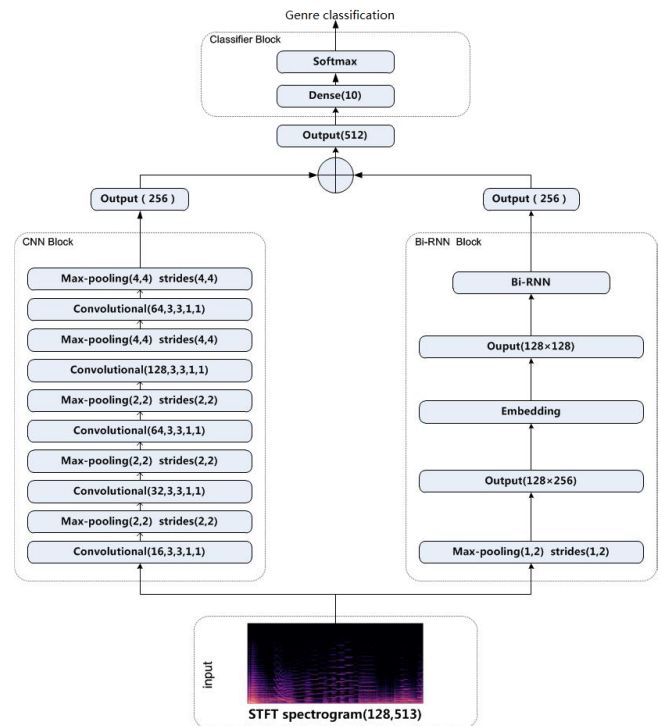 Genre classification
Classifier Block
Softmax
Dense(10)
Output(512)
Output ( 256 )
Output ( 256 )
CNN Block
Max-pooling(4,4) strides(4,4)
Convolutional(64,3,3,1,1)
Max-pooling(4,4) strides(4,4)
Convolutional(128,3,3,1,1)
Max-pooling(2,2) strides(2,2)
Convolutional(64,3,3,1,1)
Max-pooling(2,2) strides(2,2)
Convolutional(32,3,3,1,1)
Max-pooling(2,2) strides(2,2)
Convolutional(16,3,3,1,1)
Bi-RNN Block
Bi-RNN
Ouput(128×128)
Embedding
Output(128×256)
Max-pooling(1,2) strides(1,2)
input
STFT spectrogram(128,513)